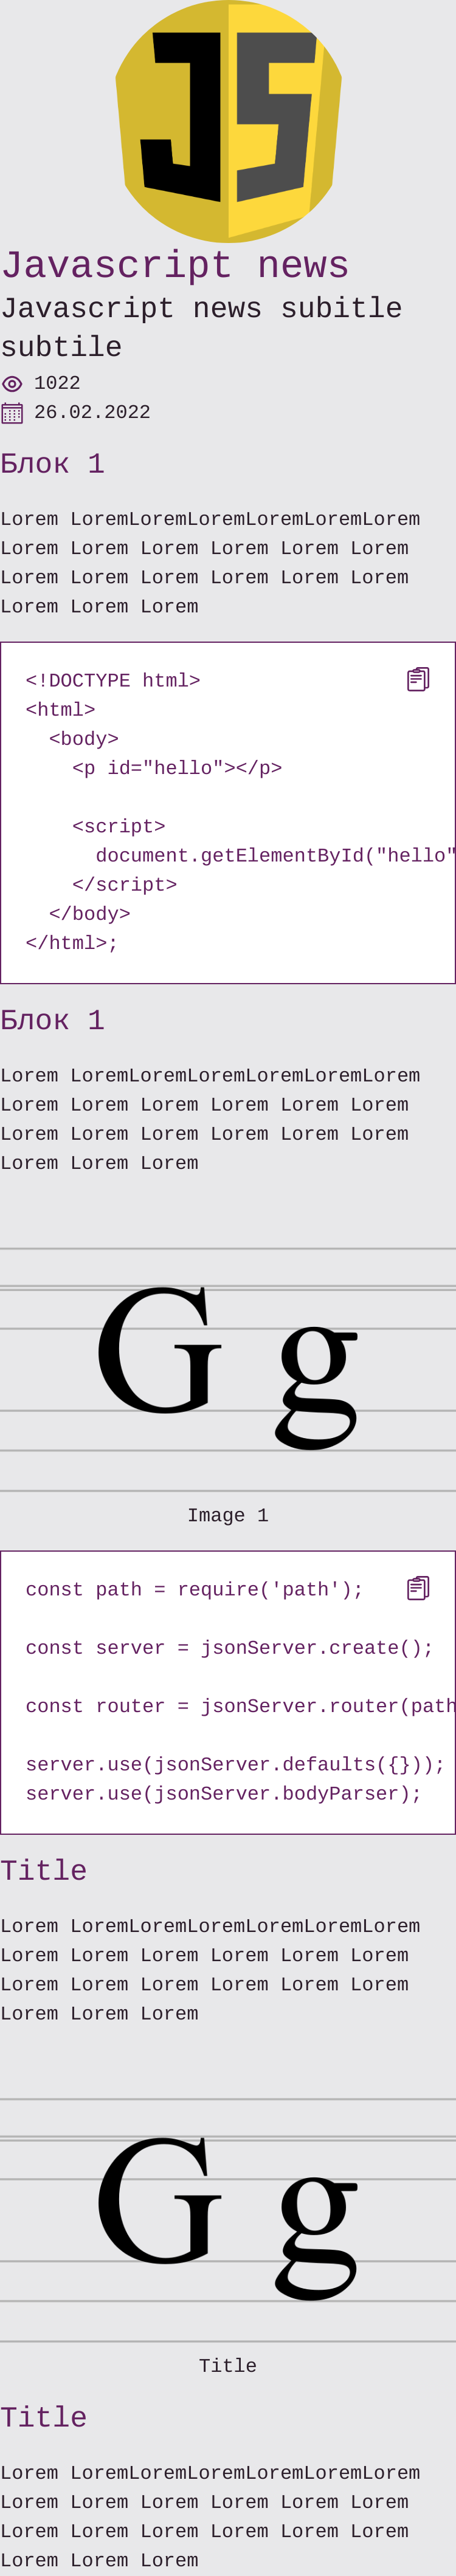 JS
Javascript news
Javascript news subitle
subtile
1022
26.02.2022
Блок 1
Lorem LoremLoremLoremLoremLoremLorem
Lorem Lorem Lorem Lorem Lorem Lorem
Lorem Lorem Lorem Lorem Lorem Lorem
Lorem Lorem Lorem
<!DOCTYPE html>
<html>
  <body>
    <p id="hello"></p>

    <script>
      document.getElementById("hello"
    </script>
  </body>
</html>;
Блок 1
Lorem LoremLoremLoremLoremLoremLorem
Lorem Lorem Lorem Lorem Lorem Lorem
Lorem Lorem Lorem Lorem Lorem Lorem
Lorem Lorem Lorem
G g
Image 1
const path = require('path');

const server = jsonServer.create();

const router = jsonServer.router(path

server.use(jsonServer.defaults({}));
server.use(jsonServer.bodyParser);
Title
Lorem LoremLoremLoremLoremLoremLorem
Lorem Lorem Lorem Lorem Lorem Lorem
Lorem Lorem Lorem Lorem Lorem Lorem
Lorem Lorem Lorem
G g
Title
Title
Lorem LoremLoremLoremLoremLoremLorem
Lorem Lorem Lorem Lorem Lorem Lorem
Lorem Lorem Lorem Lorem Lorem Lorem
Lorem Lorem Lorem